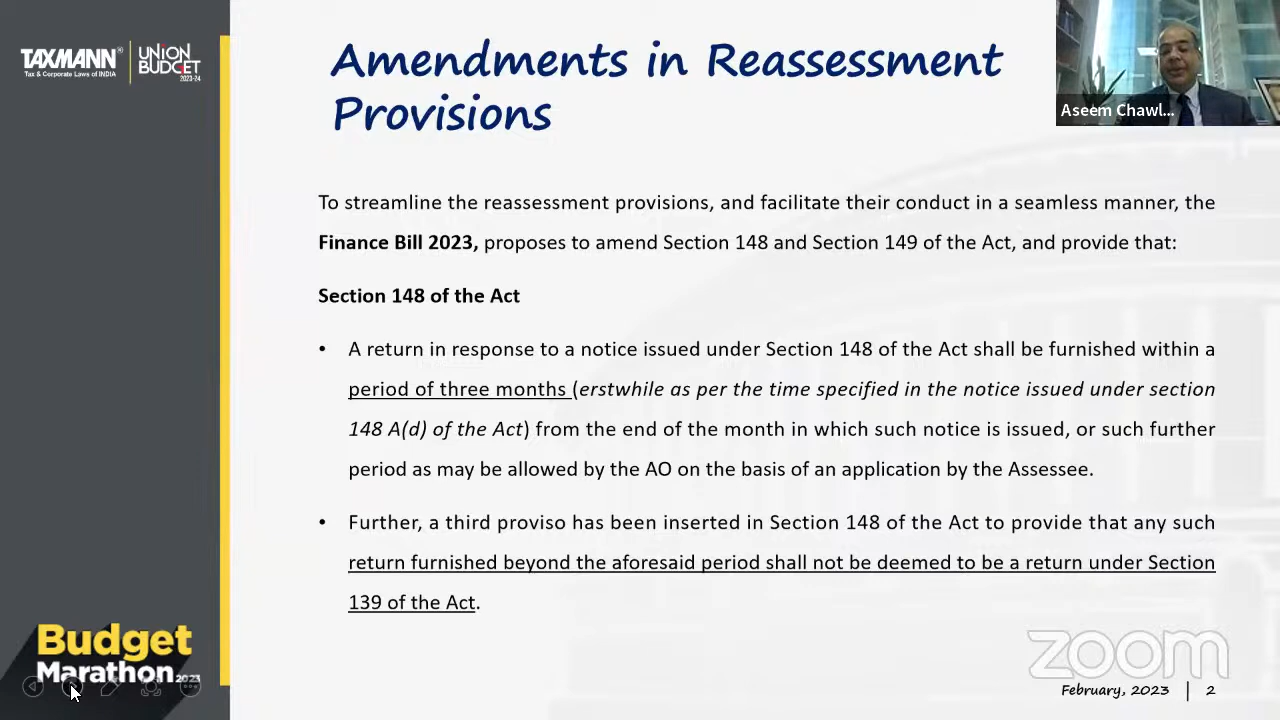 TAXMANN®
Tax & Corporate Laws of INDIA
UNION
BUDGET
2023-24
Amendments in Reassessment
Provisions
Aseem Chawl...
To streamline the reassessment provisions, and facilitate their conduct in a seamless manner, the
Finance Bill 2023, proposes to amend Section 148 and Section 149 of the Act, and provide that:
Section 148 of the Act
• A return in response to a notice issued under Section 148 of the Act shall be furnished within a
period of three months (erstwhile as per the time specified in the notice issued under section
148 A(d) of the Act) from the end of the month in which such notice is issued, or such further
period as may be allowed by the AO on the basis of an application by the Assessee.
• Further, a third proviso has been inserted in Section 148 of the Act to provide that any such
return furnished beyond the aforesaid period shall not be deemed to be a return under Section
139 of the Act.
Budget
Marathon 2023
zoom
February, 2023 | 2